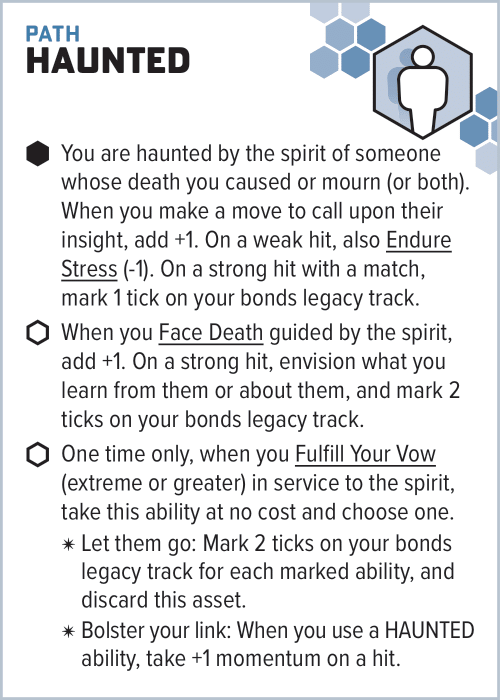 PATH
HAUNTED
You are haunted by the spirit of someone
whose death you caused or mourn (or both).
When you make a move to call upon their
insight, add +1. On a weak hit, also Endure
Stress (-1). On a strong hit with a match,
mark 1 tick on your bonds legacy track.
When you Face Death guided by the spirit,
add +1. On a strong hit, envision what you
learn from them or about them, and mark 2
ticks on your bonds legacy track.
One time only, when you Fulfill Your Vow
(extreme or greater) in service to the spirit,
take this ability at no cost and choose one.
✴ Let them go: Mark 2 ticks on your bonds
legacy track for each marked ability, and
discard this asset.
✴ Bolster your link: When you use a HAUNTED
ability, take +1 momentum on a hit.